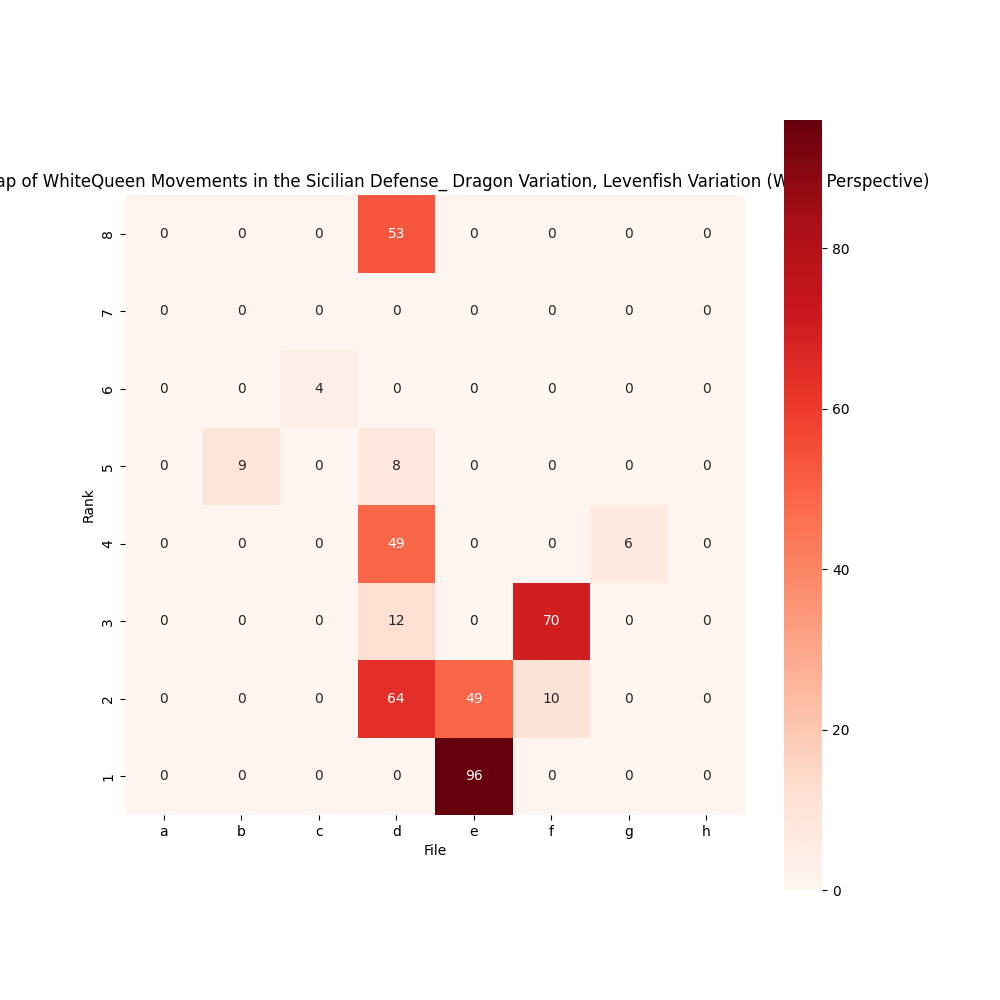 ap of WhiteQueen Movements in the Sicilian Defense_ Dragon Variation, Levenfish Variation (W Perspective)
8 0 0 0 53 0 0 0 0
7 0 0 0 0 0 0 0 0
6 0 0 4 0 0 0 0 0
5 0 9 0 8 0 0 0 0
4 0 0 0 49 0 0 6 0
3 0 0 0 12 0 70 0 0
2 0 0 0 64 49 10 0 0
1 0 0 0 0 96 0 0 0
a b c d e f g h
File
Rank
80
60
40
20
0